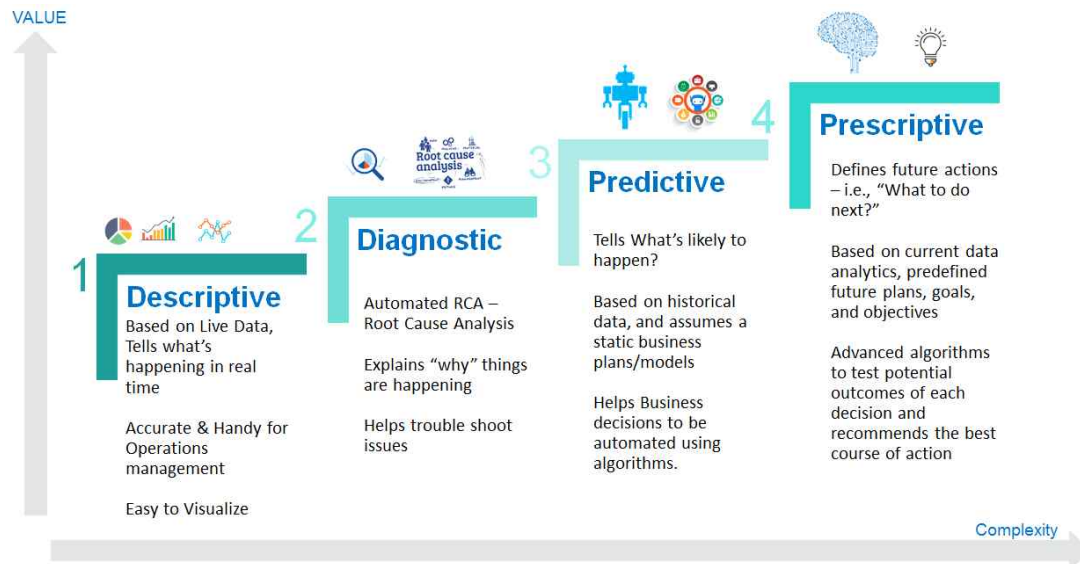 VALUE
1
Descriptive
Based on Live Data,
Tells what's
happening in real
time
Accurate & Handy for
Operations
management
Easy to Visualize
2
Root cause
analysis
Diagnostic
Automated RCA –
Root Cause Analysis
Explains “why” things
are happening
Helps trouble shoot
issues
3
Predictive
Tells What's likely to
happen?
Based on historical
data, and assumes a
static business
plans/models
Helps Business
decisions to be
automated using
algorithms.
4
Prescriptive
Defines future actions
– i.e., “What to do
next?”
Based on current data
analytics, predefined
future plans, goals,
and objectives
Advanced algorithms
to test potential
outcomes of each
decision and
recommends the best
course of action
Complexity